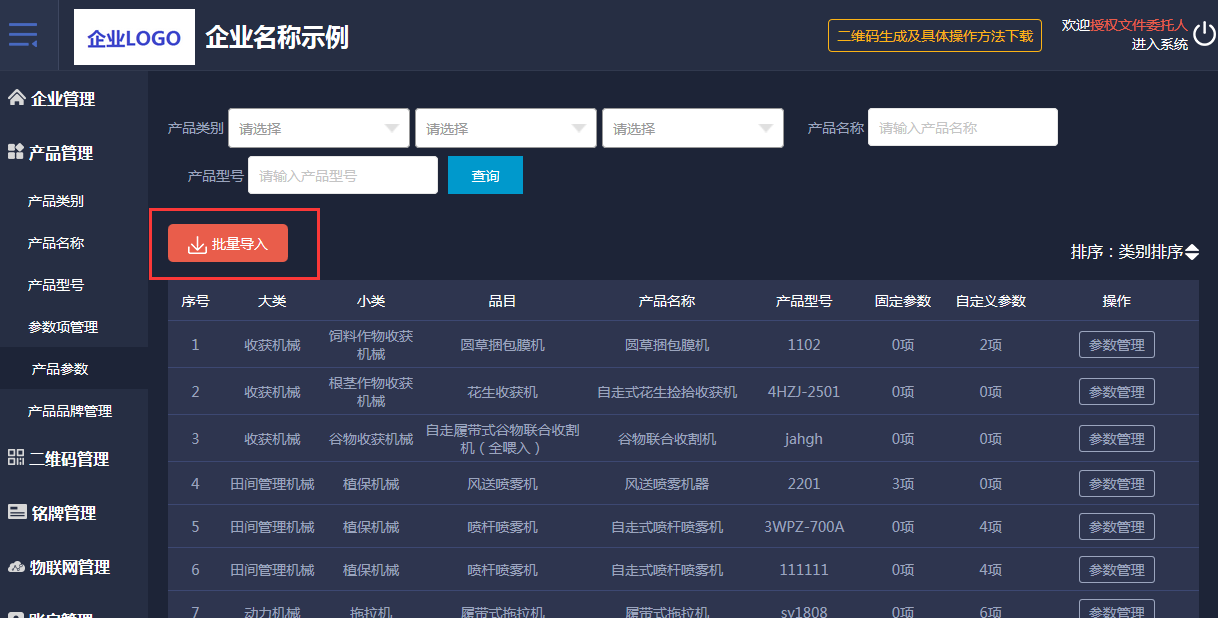 企业LOGO
企业名称示例
二维码生成及具体操作方法下载
欢迎授权文件委托人
进入系统
企业管理
产品管理
产品类别
产品名称
产品型号
参数项管理
产品参数
产品品牌管理
二维码管理
铭牌管理
物联网管理
账户管理
产品类别 请选择 请选择 请选择 产品名称 请输入产品名称
产品型号 请输入产品型号 查询
批量导入
排序：类别排序
序号 大类 小类 品目 产品名称 产品型号 固定参数 自定义参数 操作
1 收获机械 饲料作物收获机械 圆草捆包膜机 圆草捆包膜机 1102 0项 2项 参数管理
2 收获机械 根茎作物收获机械 花生收获机 自走式花生捡拾收获机 4HZJ-2501 0项 0项 参数管理
3 收获机械 谷物收获机械 自走履带式谷物联合收割机（全喂入） 谷物联合收割机 jahgh 0项 0项 参数管理
4 田间管理机械 植保机械 风送喷雾机 风送喷雾机器 2201 3项 0项 参数管理
5 田间管理机械 植保机械 喷杆喷雾机 自走式喷杆喷雾机 3WPZ-700A 0项 4项 参数管理
6 田间管理机械 植保机械 喷杆喷雾机 自走式喷杆喷雾机 111111 0项 4项 参数管理
7 动力机械 拖拉机 履带式拖拉机 履带式拖拉机 sy1808 0项 6项 参数管理